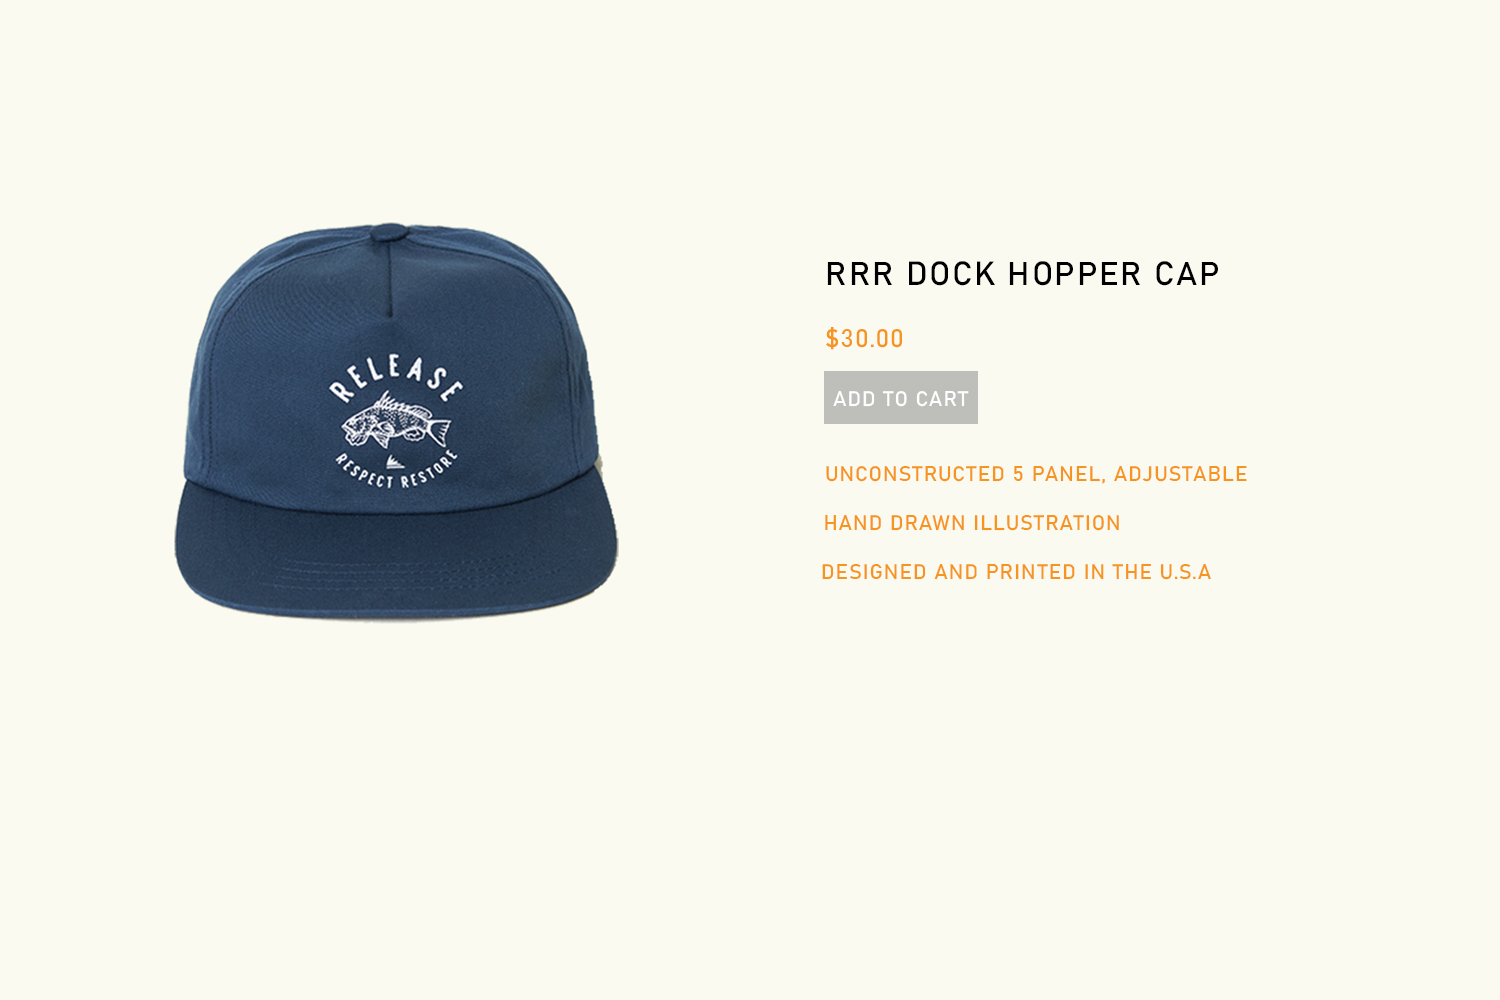 RELEASE
RESPECT RESTORE
RRR DOCK HOPPER CAP
$30.00
ADD TO CART
UNCONSTRUCTED 5 PANEL, ADJUSTABLE
HAND DRAWN ILLUSTRATION
DESIGNED AND PRINTED IN THE U.S.A